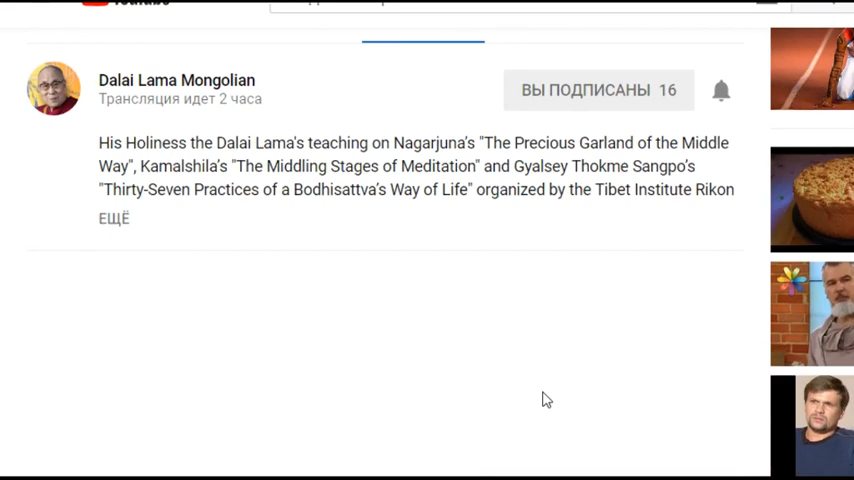 Dalai Lama Mongolian
Трансляция идет 2 часа
ВЫ ПОДПИСАНЫ 16
His Holiness the Dalai Lama's teaching on Nagarjuna’s "The Precious Garland of the Middle
Way", Kamalshila’s "The Middling Stages of Meditation" and Gyalsey Thokme Sangpo’s
"Thirty-Seven Practices of a Bodhisattva’s Way of Life" organized by the Tibet Institute Rikon
ЕЩЁ